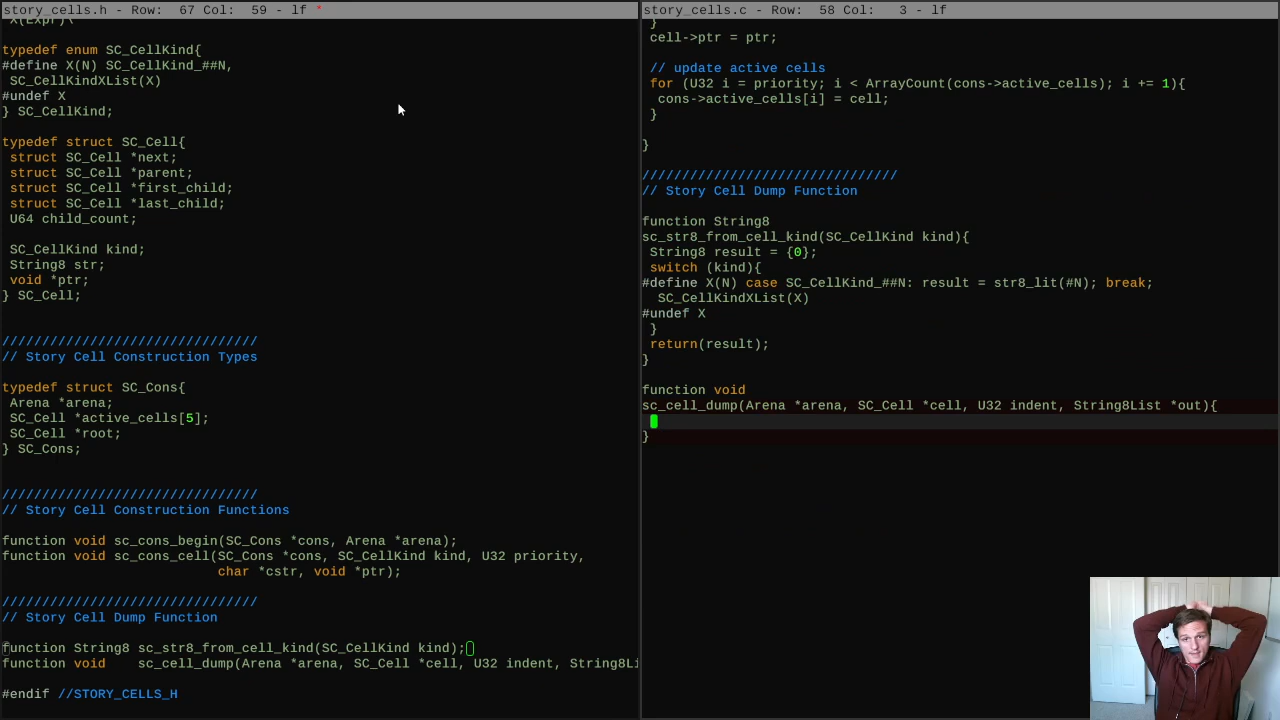 story_cells.h - Row:  67 Col:  59 - lf *
X(Expr)\
typedef enum SC_CellKind{
#define X(N) SC_CellKind_##N,
 SC_CellKindXList(X)
#undef X
} SC_CellKind;
typedef struct SC_Cell{
 struct SC_Cell *next;
 struct SC_Cell *parent;
 struct SC_Cell *first_child;
 struct SC_Cell *last_child;
 U64 child_count;
 SC_CellKind kind;
 String8 str;
 void *ptr;
} SC_Cell;
////////////////////////////////
// Story Cell Construction Types
typedef struct SC_Cons{
 Arena *arena;
 SC_Cell *active_cells[5];
 SC_Cell *root;
} SC_Cons;
////////////////////////////////
// Story Cell Construction Functions
function void sc_cons_begin(SC_Cons *cons, Arena *arena);
function void sc_cons_cell(SC_Cons *cons, SC_CellKind kind, U32 priority,
                           char *cstr, void *ptr);
////////////////////////////////
// Story Cell Dump Function
function String8 sc_str8_from_cell_kind(SC_CellKind kind);
function void    sc_cell_dump(Arena *arena, SC_Cell *cell, U32 indent, String8Li
#endif //STORY_CELLS_H
story_cells.c - Row:  58 Col:   3 - lf
 }
 cell->ptr = ptr;
 // update active cells
 for (U32 i = priority; i < ArrayCount(cons->active_cells); i += 1){
  cons->active_cells[i] = cell;
 }
}
////////////////////////////////
// Story Cell Dump Function
function String8
sc_str8_from_cell_kind(SC_CellKind kind){
 String8 result = {0};
 switch (kind){
#define X(N) case SC_CellKind_##N: result = str8_lit(#N); break;
  SC_CellKindXList(X)
#undef X
 }
 return(result);
}
function void
sc_cell_dump(Arena *arena, SC_Cell *cell, U32 indent, String8List *out){
}